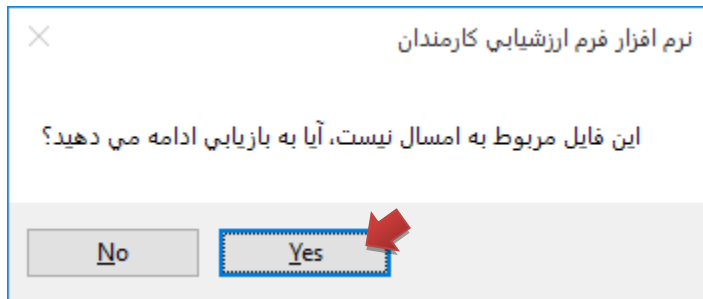 نرم افزار فرم ارزشيابي كارمندان
اين فايل مربوط به امسال نيست، آيا به بازيابي ادامه مي دهيد؟
No
Yes